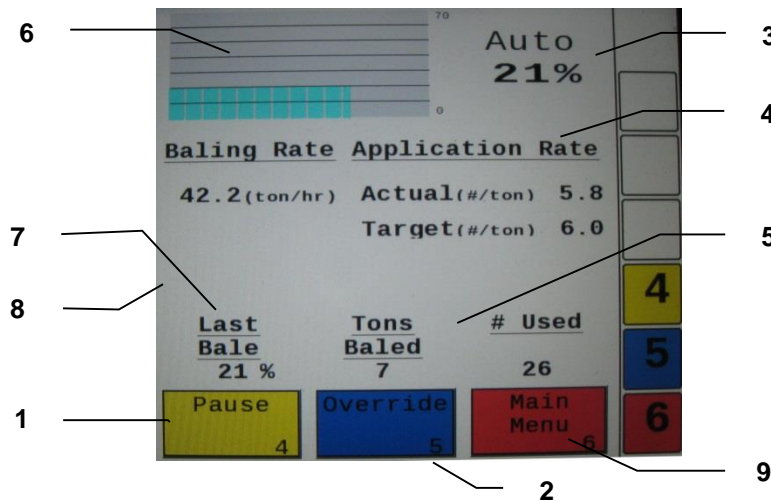 6
70
Auto
3
21%
4
0
Baling Rate Application Rate
42.2(ton/hr) Actual(#/ton) 5.8
Target(#/ton) 6.0
7
5
8
4
Last Tons # Used
Bale Baled
21 % 7 26
5
1
Pause Override Main
Menu
4 5 6
6
2
9